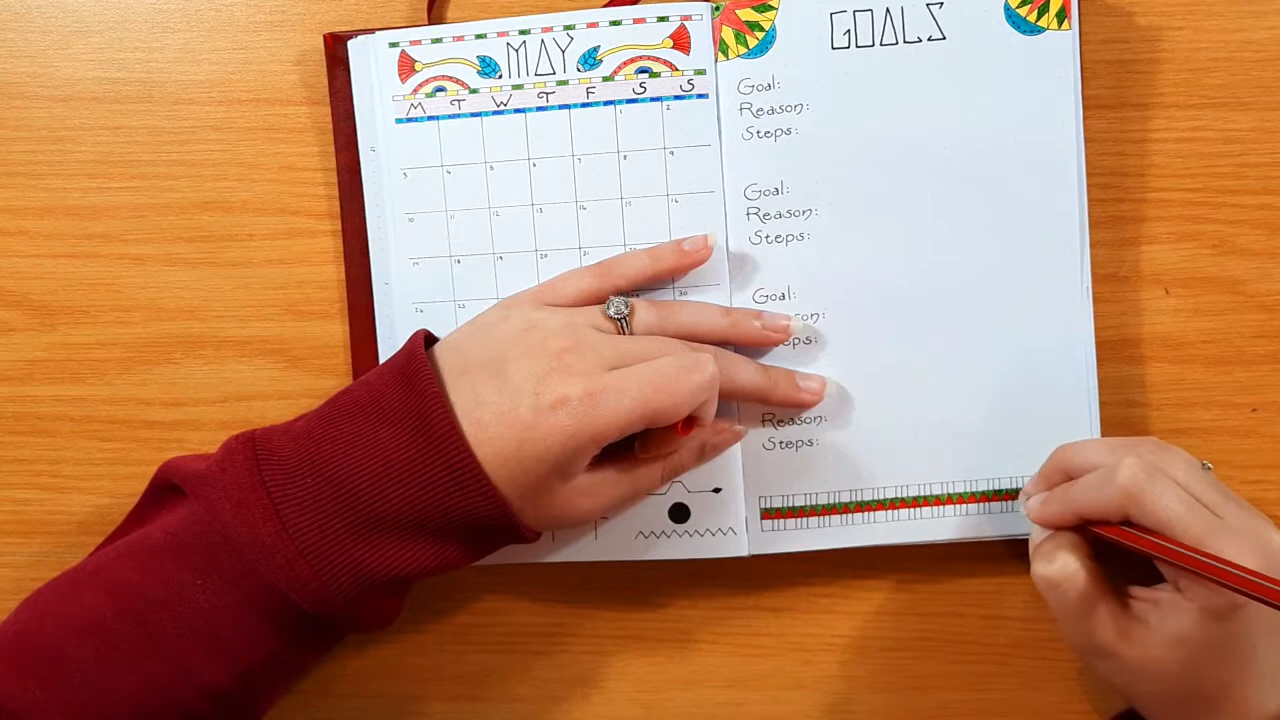 MAY
M T W T F S S
1 2
3 4 5 6 7 8 9
10 11 12 13 14 15 16
17 18 19 20 21
24 25 30
GOALS
Goal:
Reason:
Steps:
Goal:
Reason:
Steps:
Goal:
Reason:
Steps: